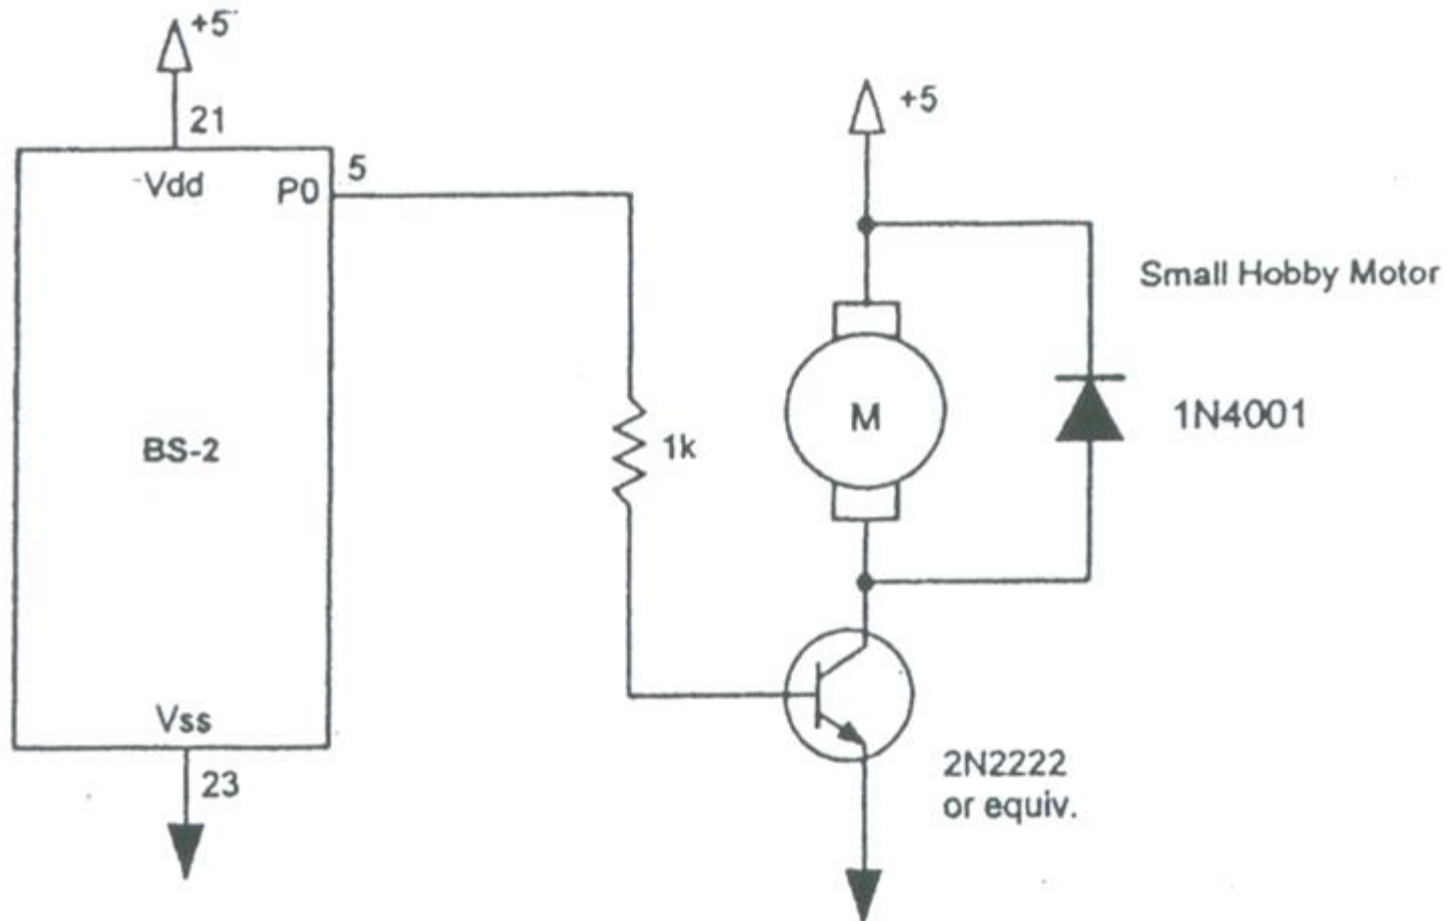 +5
21
Vdd
P0
5
BS-2
Vss
23
1k
+5
M
Small Hobby Motor
1N4001
2N2222
or equiv.